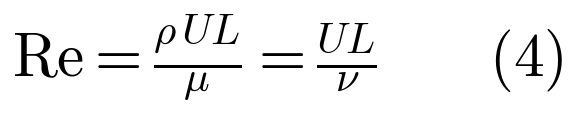 Re = ρUL/μ = UL/ν (4)